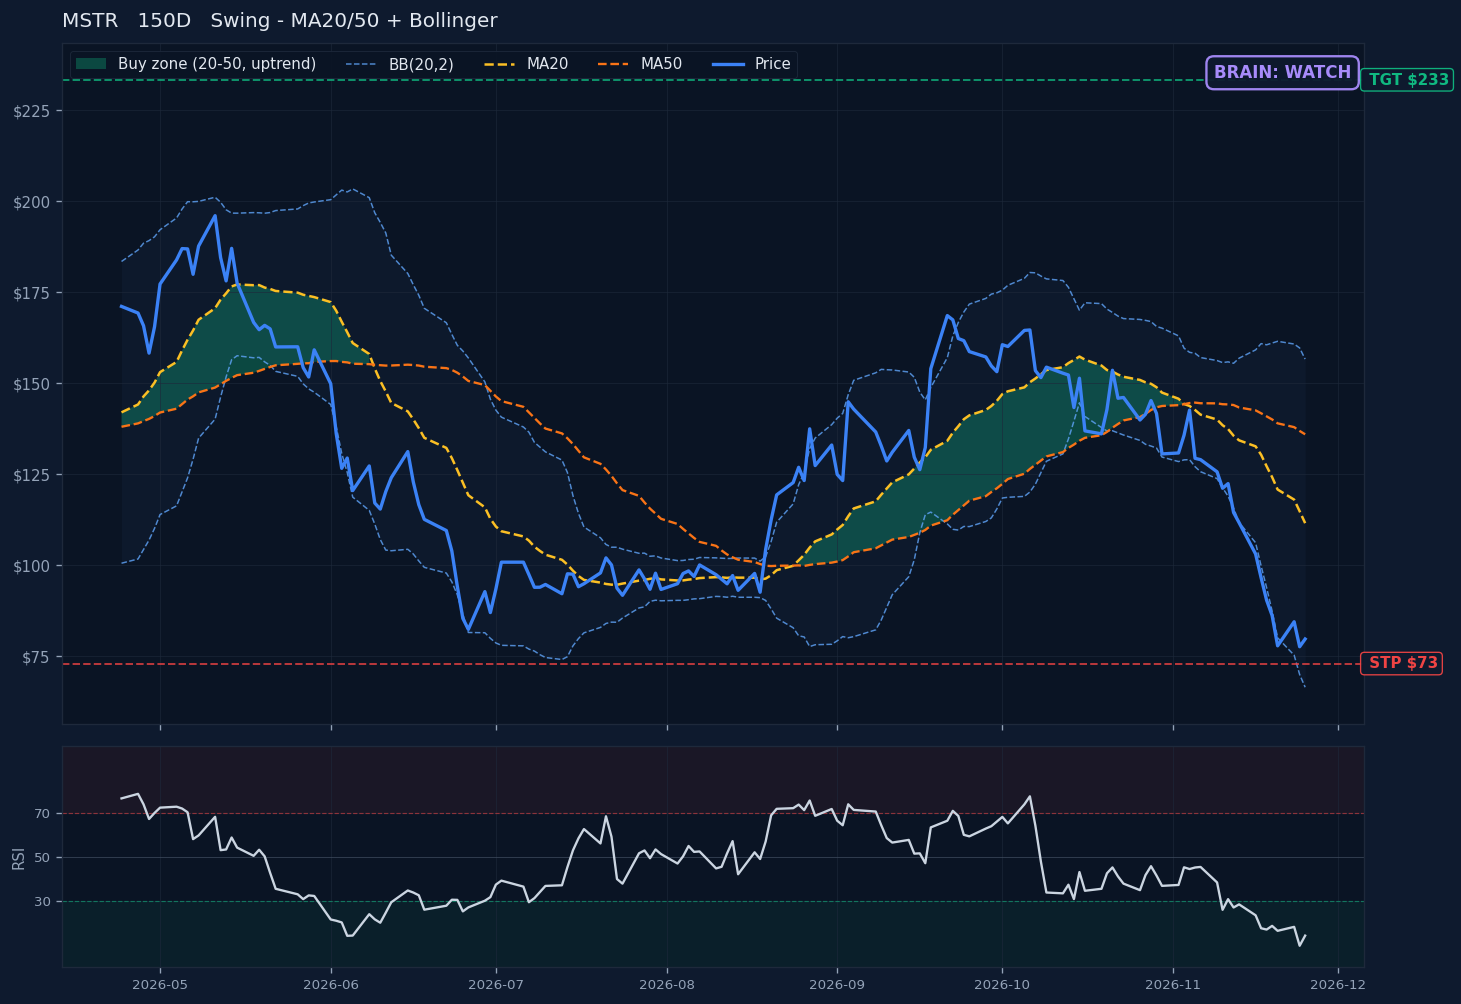 MSTR 150D Swing - MA20/50 + Bollinger
Buy zone (20-50, uptrend) BB(20,2) MA20 MA50 Price
BRAIN: WATCH
TGT $233
$225
$200
$175
$150
$125
$100
$75
STP $73
RSI
70
50
30
2026-05 2026-06 2026-07 2026-08 2026-09 2026-10 2026-11 2026-12